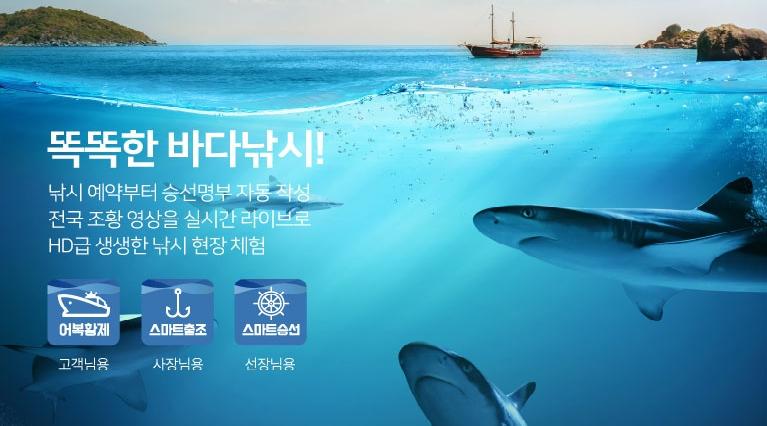 똑똑한 바다낚시!
낚시 예약부터 승선명부 자동 작성
전국 조황 영상을 실시간 라이브로
HD급 생생한 낚시 현장 체험
어복황제 스마트출조 스마트승선
고객님용 사장님용 선장님용